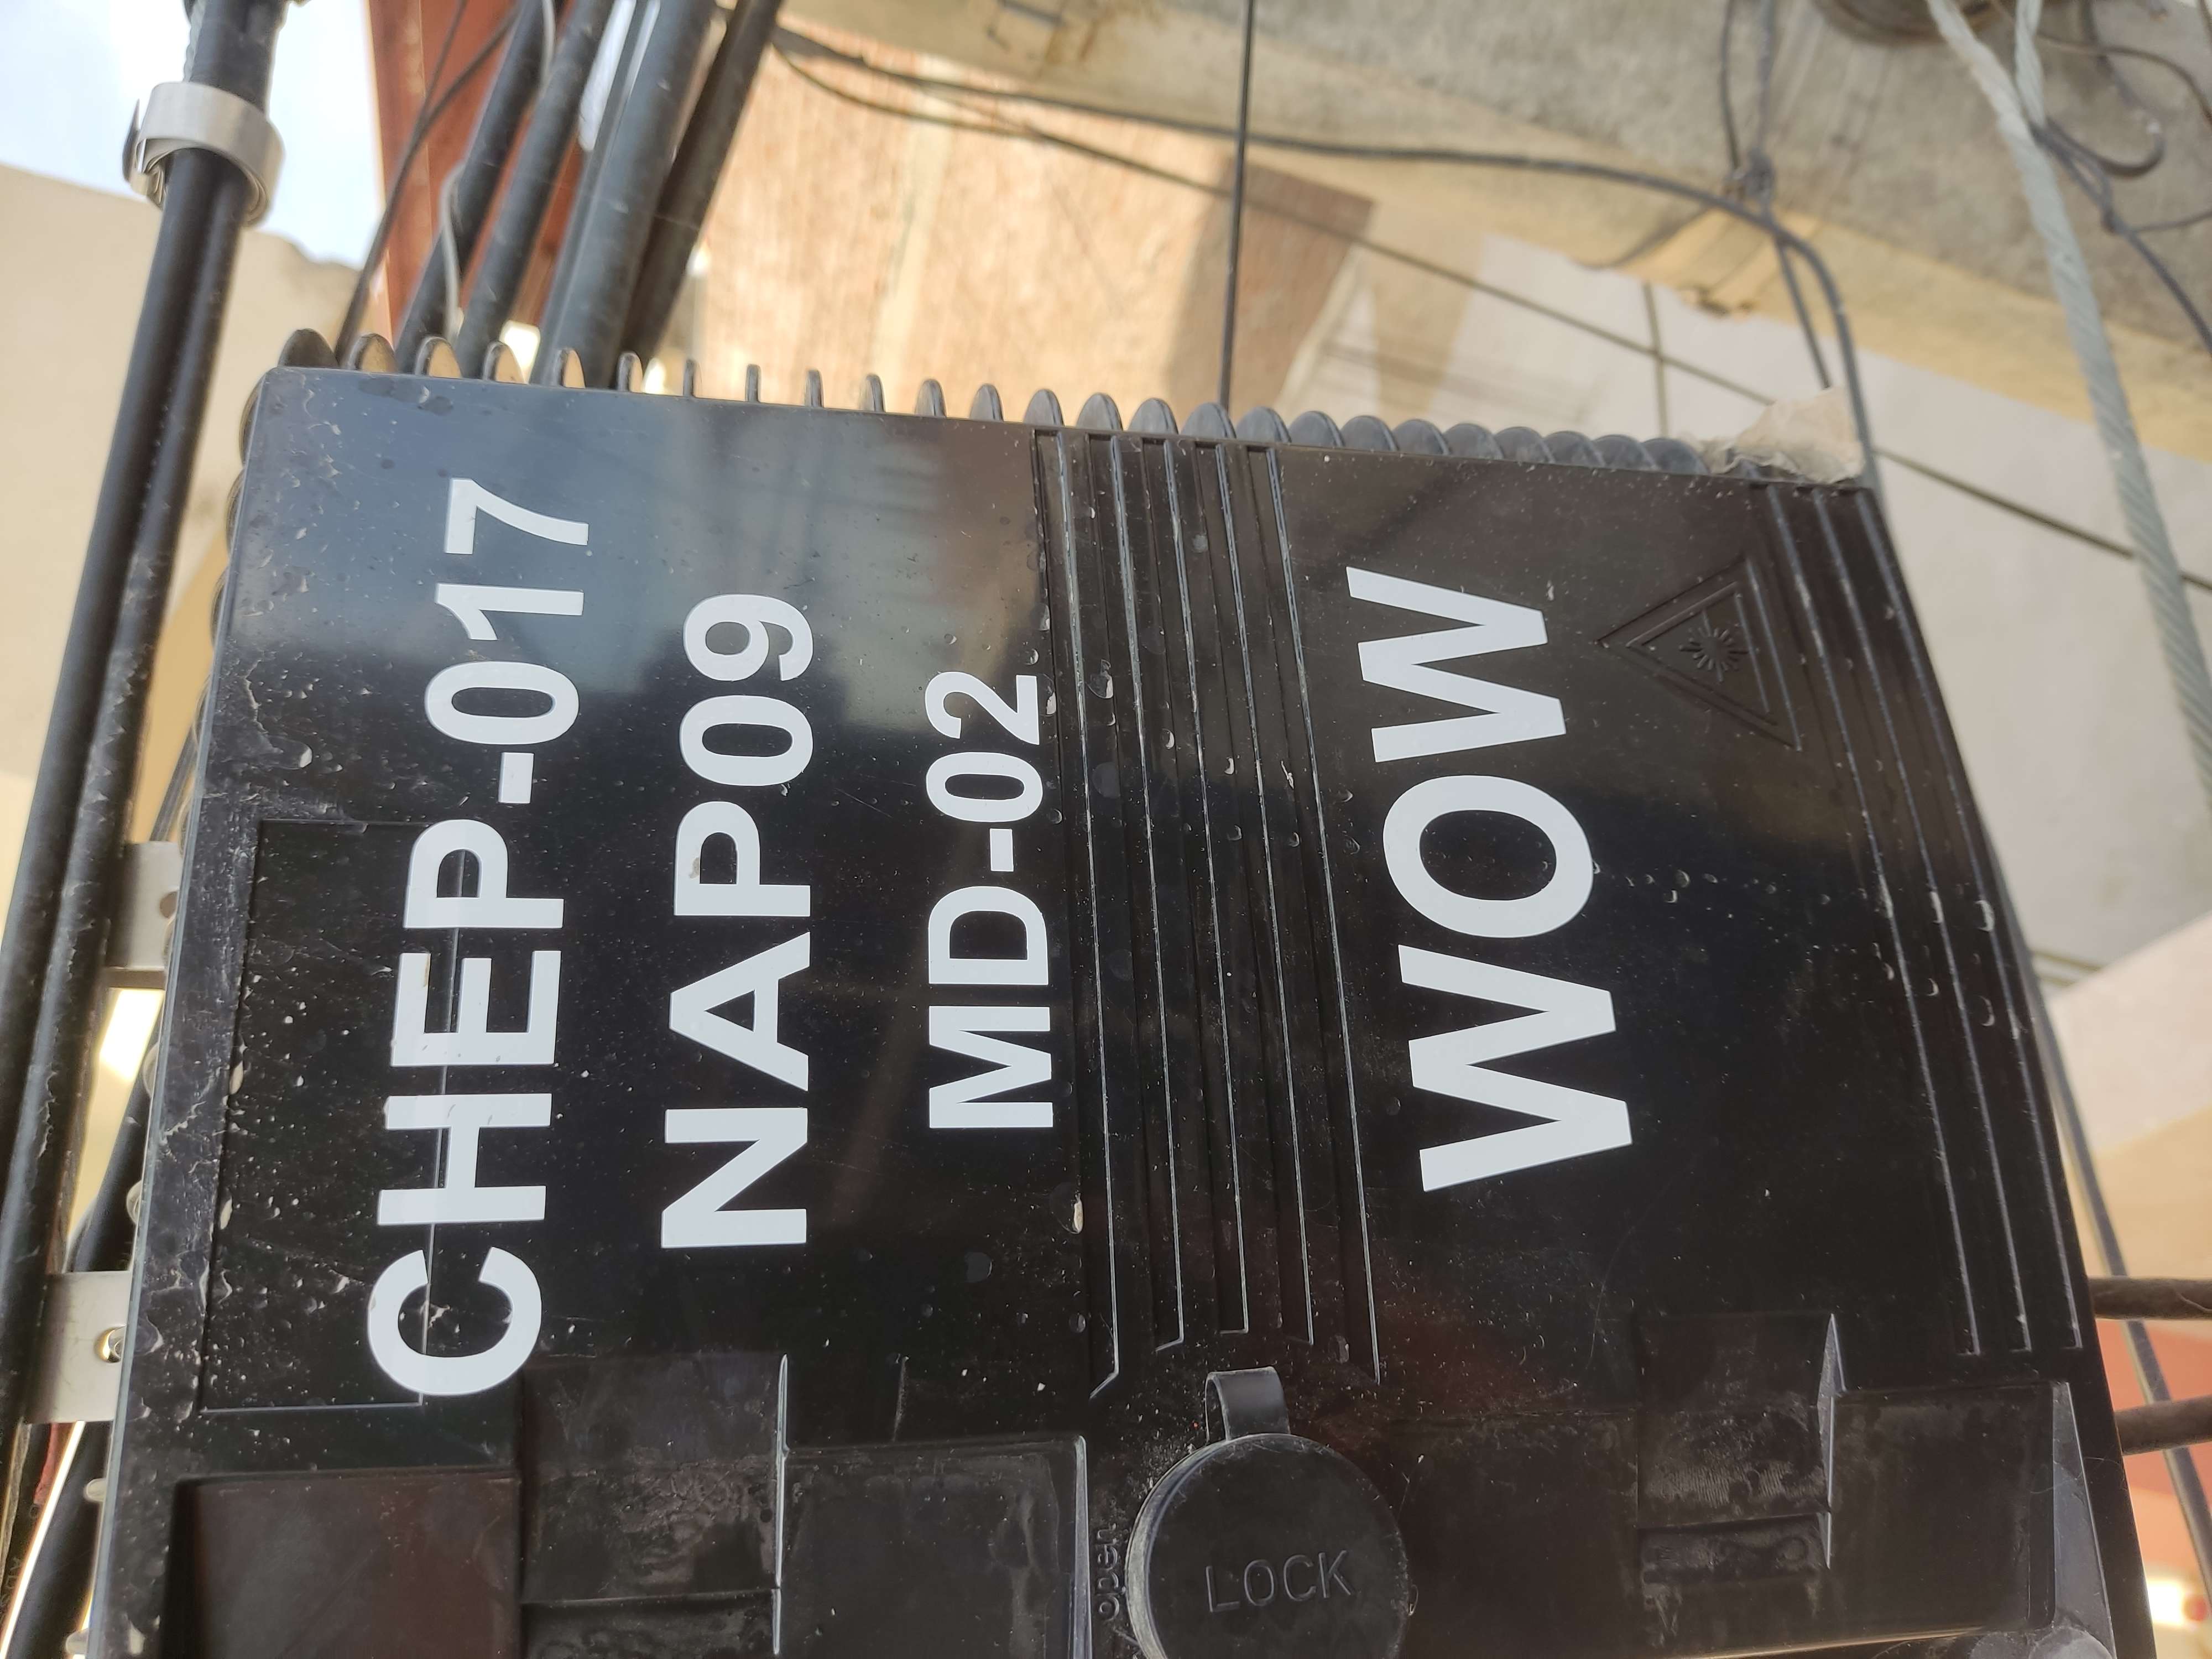 CHEP-017
NAP09
MD-02
WOW
open
LOCK